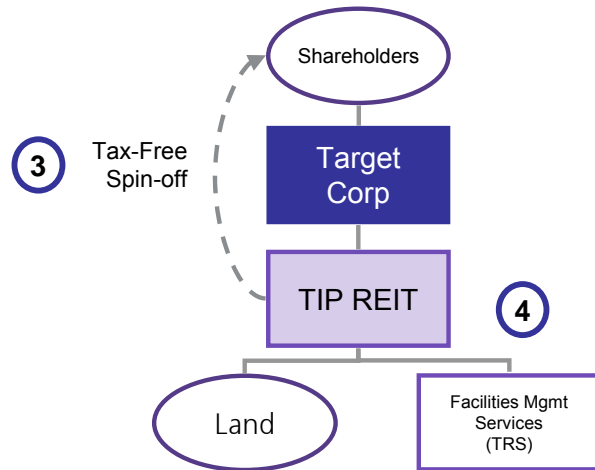 Shareholders
3
Tax-Free
Spin-off
Target
Corp
TIP REIT
4
Land
Facilities Mgmt
Services
(TRS)